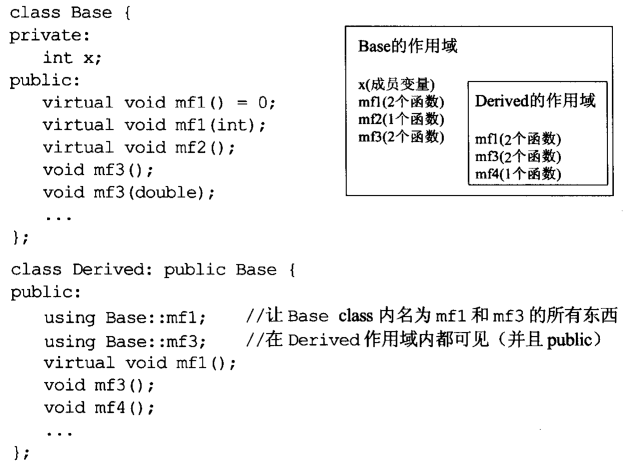 class Base {
private:
int x;
public:
virtual void mf1() = 0;
virtual void mf1(int);
virtual void mf2();
void mf3();
void mf3(double);
...
};
Base的作用域
x(成员变量)
mf1(2个函数)
mf2(1个函数)
mf3(2个函数)
Derived的作用域
mf1(2个函数)
mf3(2个函数)
mf4(1个函数)
class Derived: public Base {
public:
using Base::mf1; //让 Base class 内名为 mf1 和 mf3 的所有东西
using Base::mf3; //在 Derived 作用域内都可见（并且 public）
virtual void mf1();
void mf3();
void mf4();
...
};